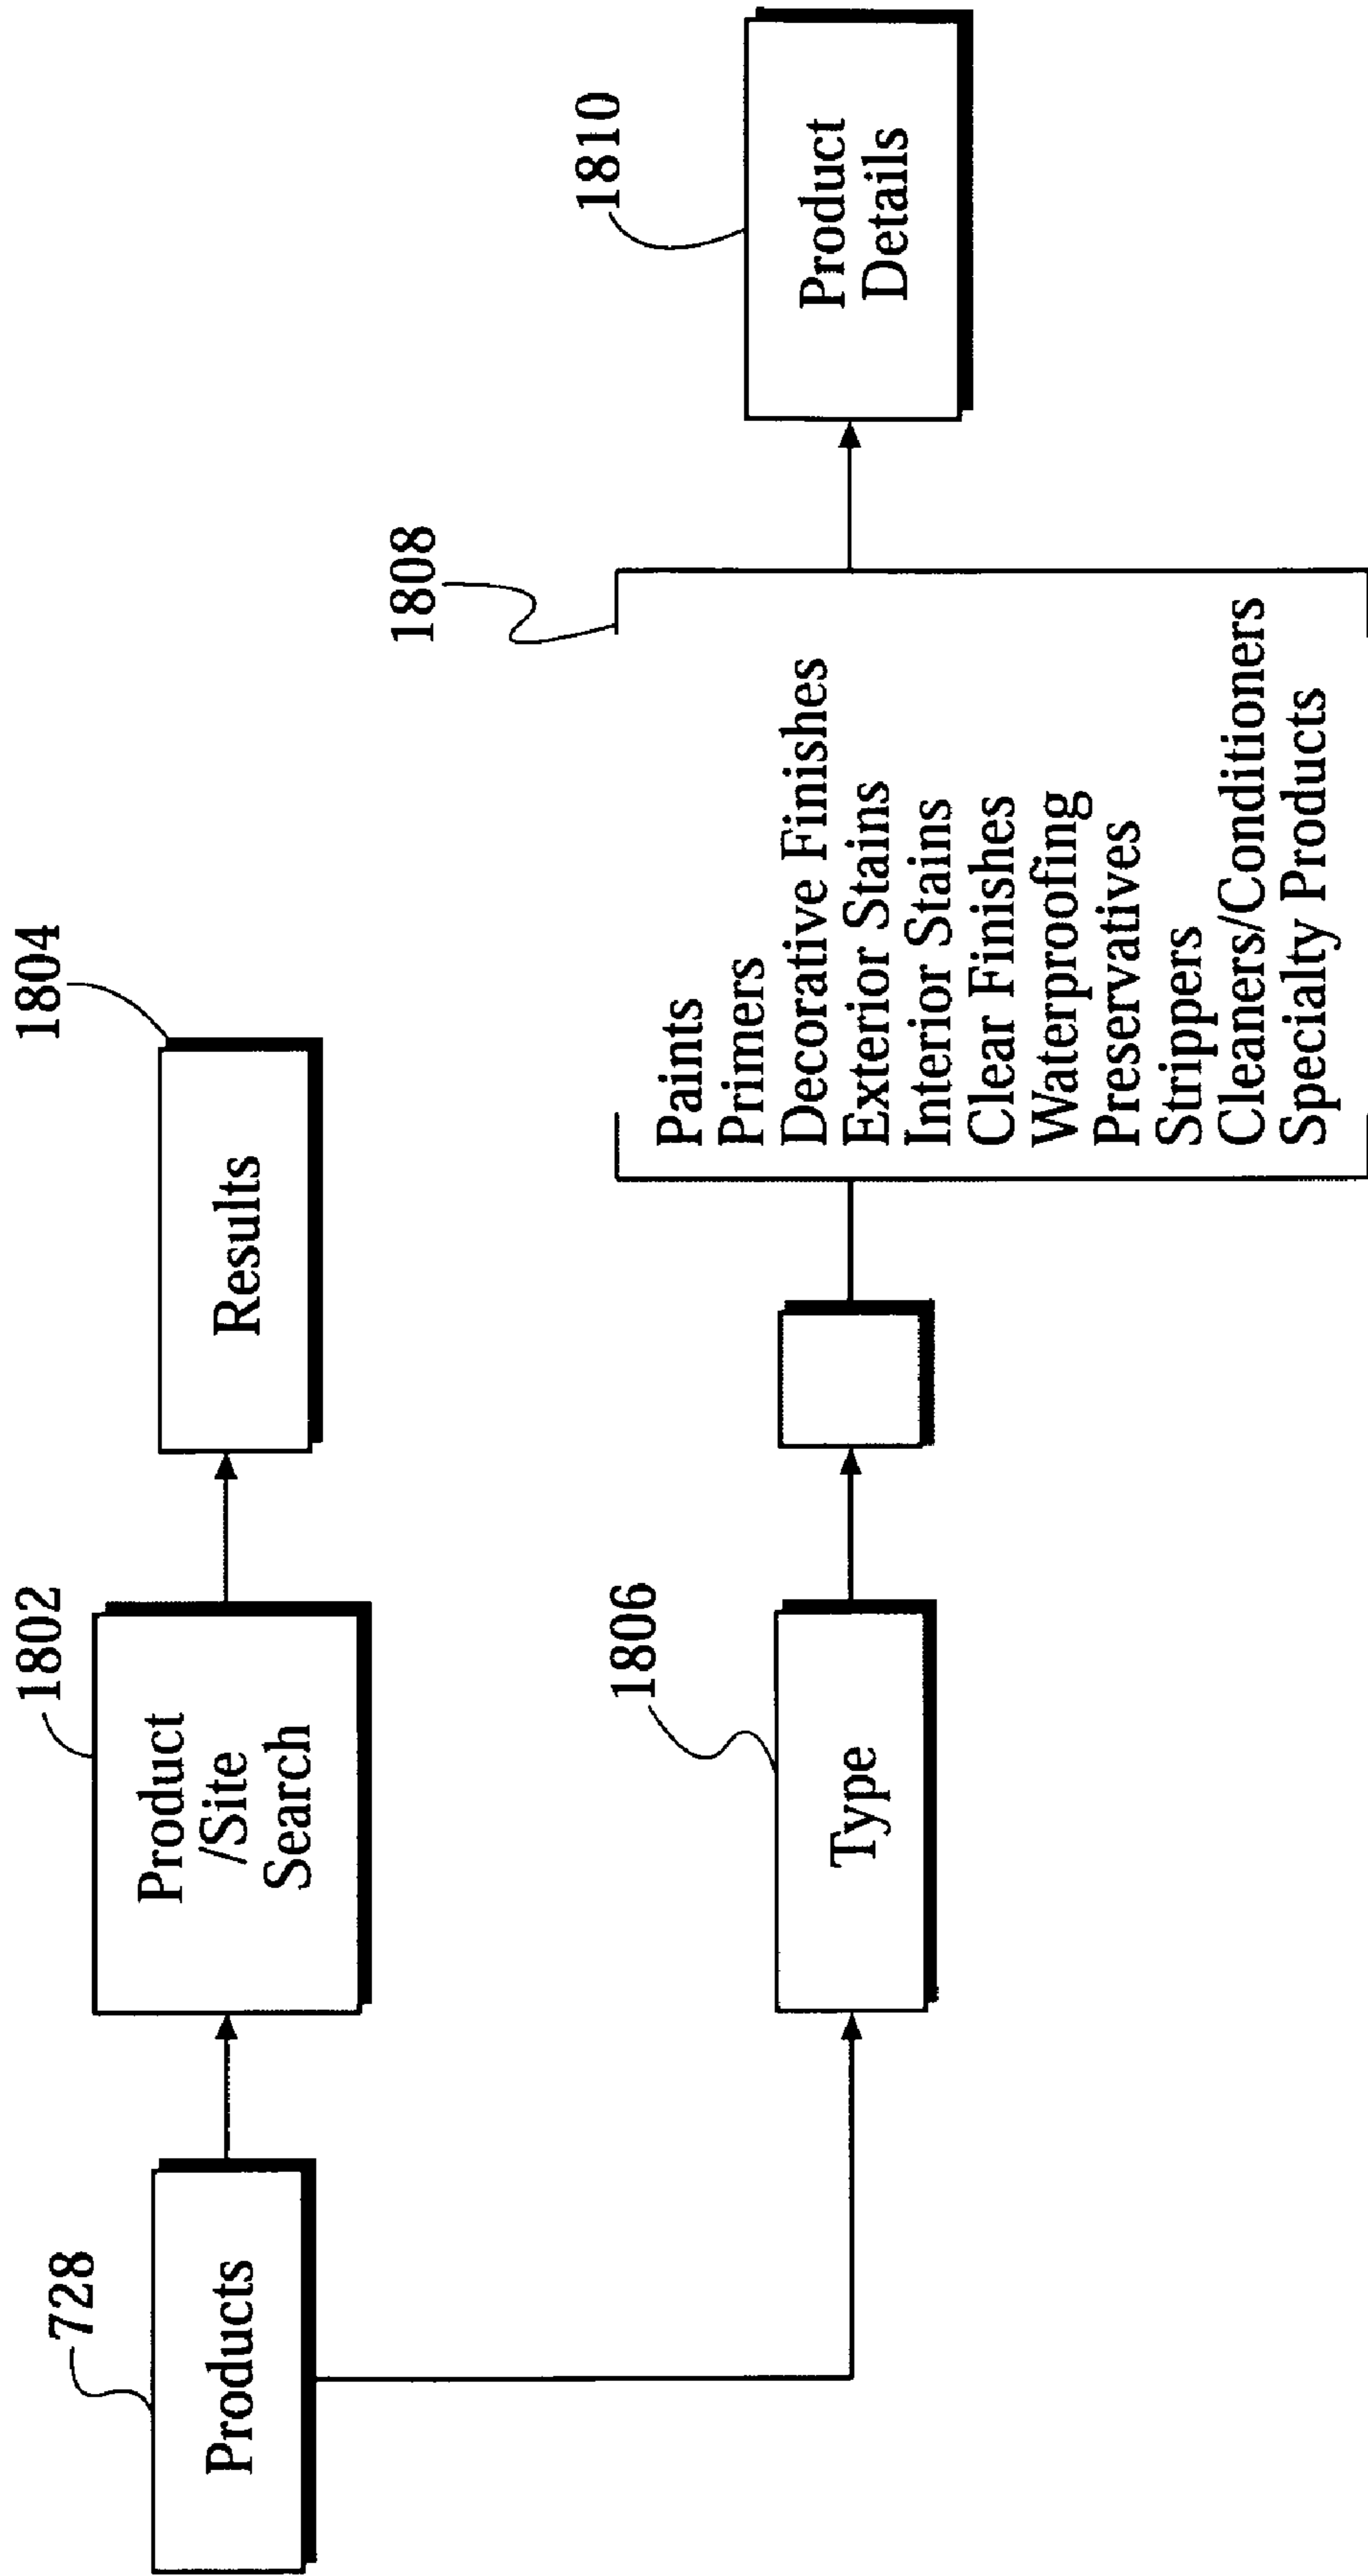 728
Products
1802
Product
/Site
Search
1804
Results
1806
Type
1808
Paints
Primers
Decorative Finishes
Exterior Stains
Interior Stains
Clear Finishes
Waterproofing
Preservatives
Strippers
Cleaners/Conditioners
Specialty Products
1810
Product
Details